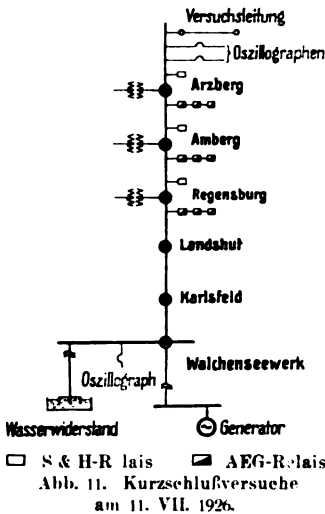 Versuchsleitung
Oszillographen
Arzberg
Amberg
Regensburg
Landshut
Karlsfeld
Walchenseewerk
Oszillograph
Wasserwiderstand
Generator
S & H-R lais AEG-Relais
Abb. 11. Kurzschlußversuche
am 11. VII. 1926.